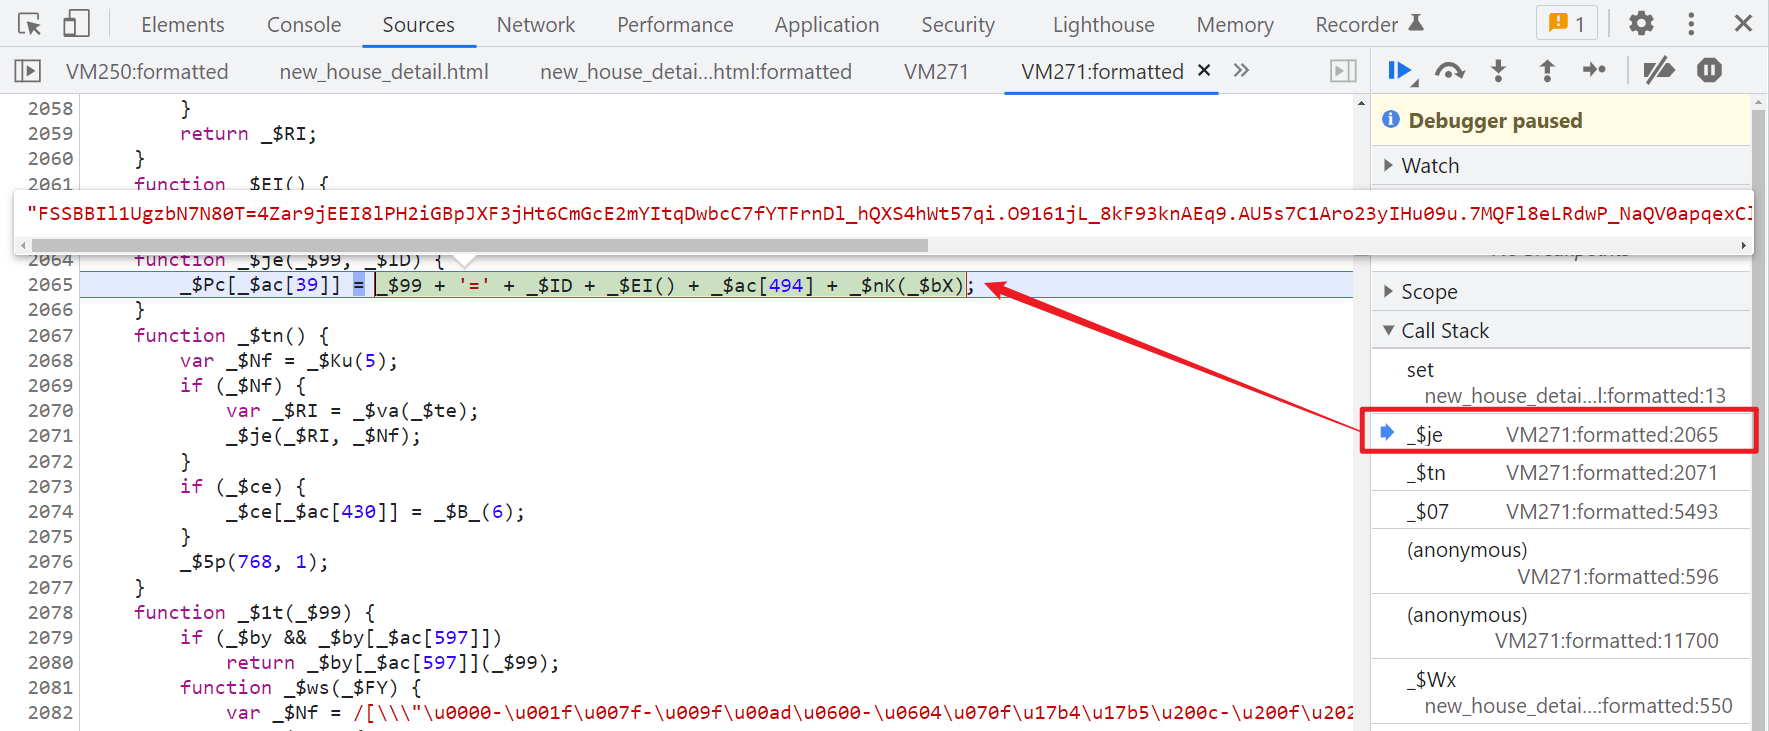 Elements Console Sources Network Performance Application Security Lighthouse Memory Recorder 1
VM250:formatted new_house_detail.html new_house_detai...html:formatted VM271 VM271:formatted
2058 }
2059 return _$RI;
2060 }
2061 function _$EI() {
"FSSBBIl1UgzbN7N80T=4Zar9jEEI8lPH2iGBpJXF3jHt6CmGcE2mYItqDwbcC7fYTFrnDl_hQXS4hWt57qi.O9161jL_8kF93knAEq9.AU5s7C1Aro23yIHu09u.7MQFl8eLRdwP_NaQV0apqexCl
2064 function _$je(_$99, _$ID) {
2065 _$Pc[_$ac[39]] = _$99 + '=' + _$ID + _$EI() + _$ac[494] + _$nK(_$bX);
2066 }
2067 function _$tn() {
2068 var _$Nf = _$Ku(5);
2069 if (_$Nf) {
2070 var _$RI = _$va(_$te);
2071 _$je(_$RI, _$Nf);
2072 }
2073 if (_$ce) {
2074 _$ce[_$ac[430]] = _$B_(6);
2075 }
2076 _$5p(768, 1);
2077 }
2078 function _$1t(_$99) {
2079 if (_$by && _$by[_$ac[597]])
2080 return _$by[_$ac[597]](_$99);
2081 function _$ws(_$FY) {
2082 var _$Nf = /[\\\"\u0000-\u001f\u007f-\u009f\u00ad\u0600-\u0604\u070f\u17b4\u17b5\u200c-\u200f\u202
Debugger paused
Watch
No Breakpoints
Scope
Call Stack
set
new_house_detai...l:formatted:13
_$je VM271:formatted:2065
_$tn VM271:formatted:2071
_$07 VM271:formatted:5493
(anonymous)
VM271:formatted:596
(anonymous)
VM271:formatted:11700
_$Wx
new_house_detai...:formatted:550